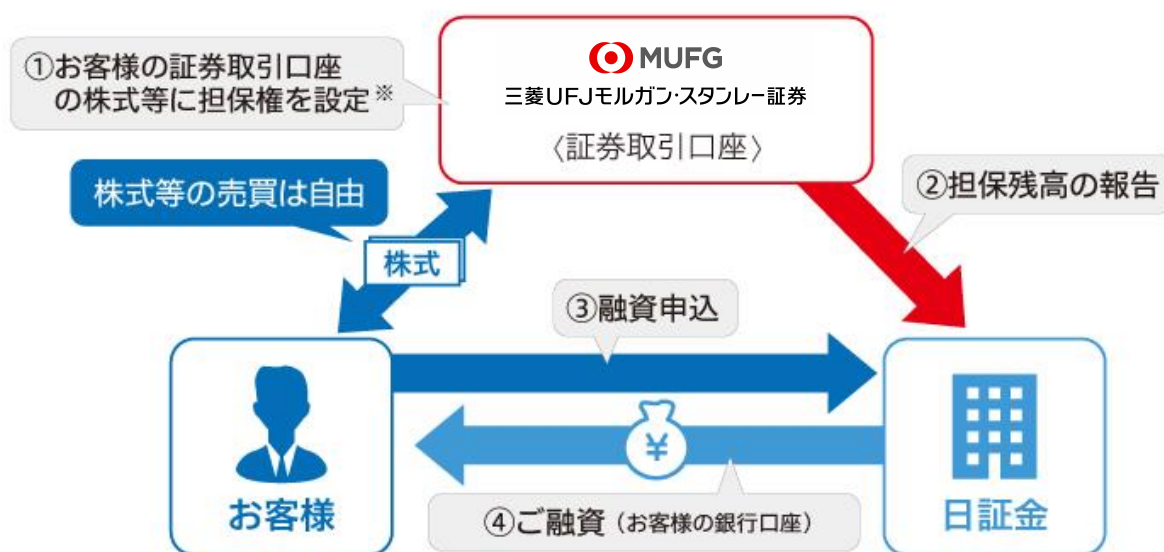 ①お客様の証券取引口座
の株式等に担保権を設定※
MUFG
三菱UFJモルガン・スタンレー証券
〈証券取引口座〉
株式等の売買は自由
②担保残高の報告
株式
③融資申込
¥
お客様
④ご融資（お客様の銀行口座）
日証金